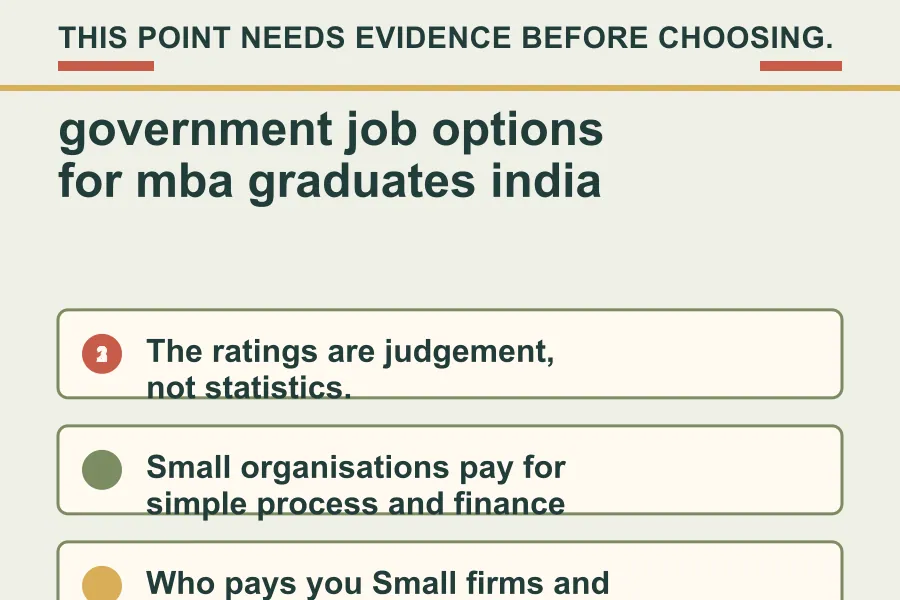 THIS POINT NEEDS EVIDENCE BEFORE CHOOSING.
government job options
for mba graduates india
The ratings are judgement,
not statistics.
Small organisations pay for
simple process and finance
Who pays you Small firms and